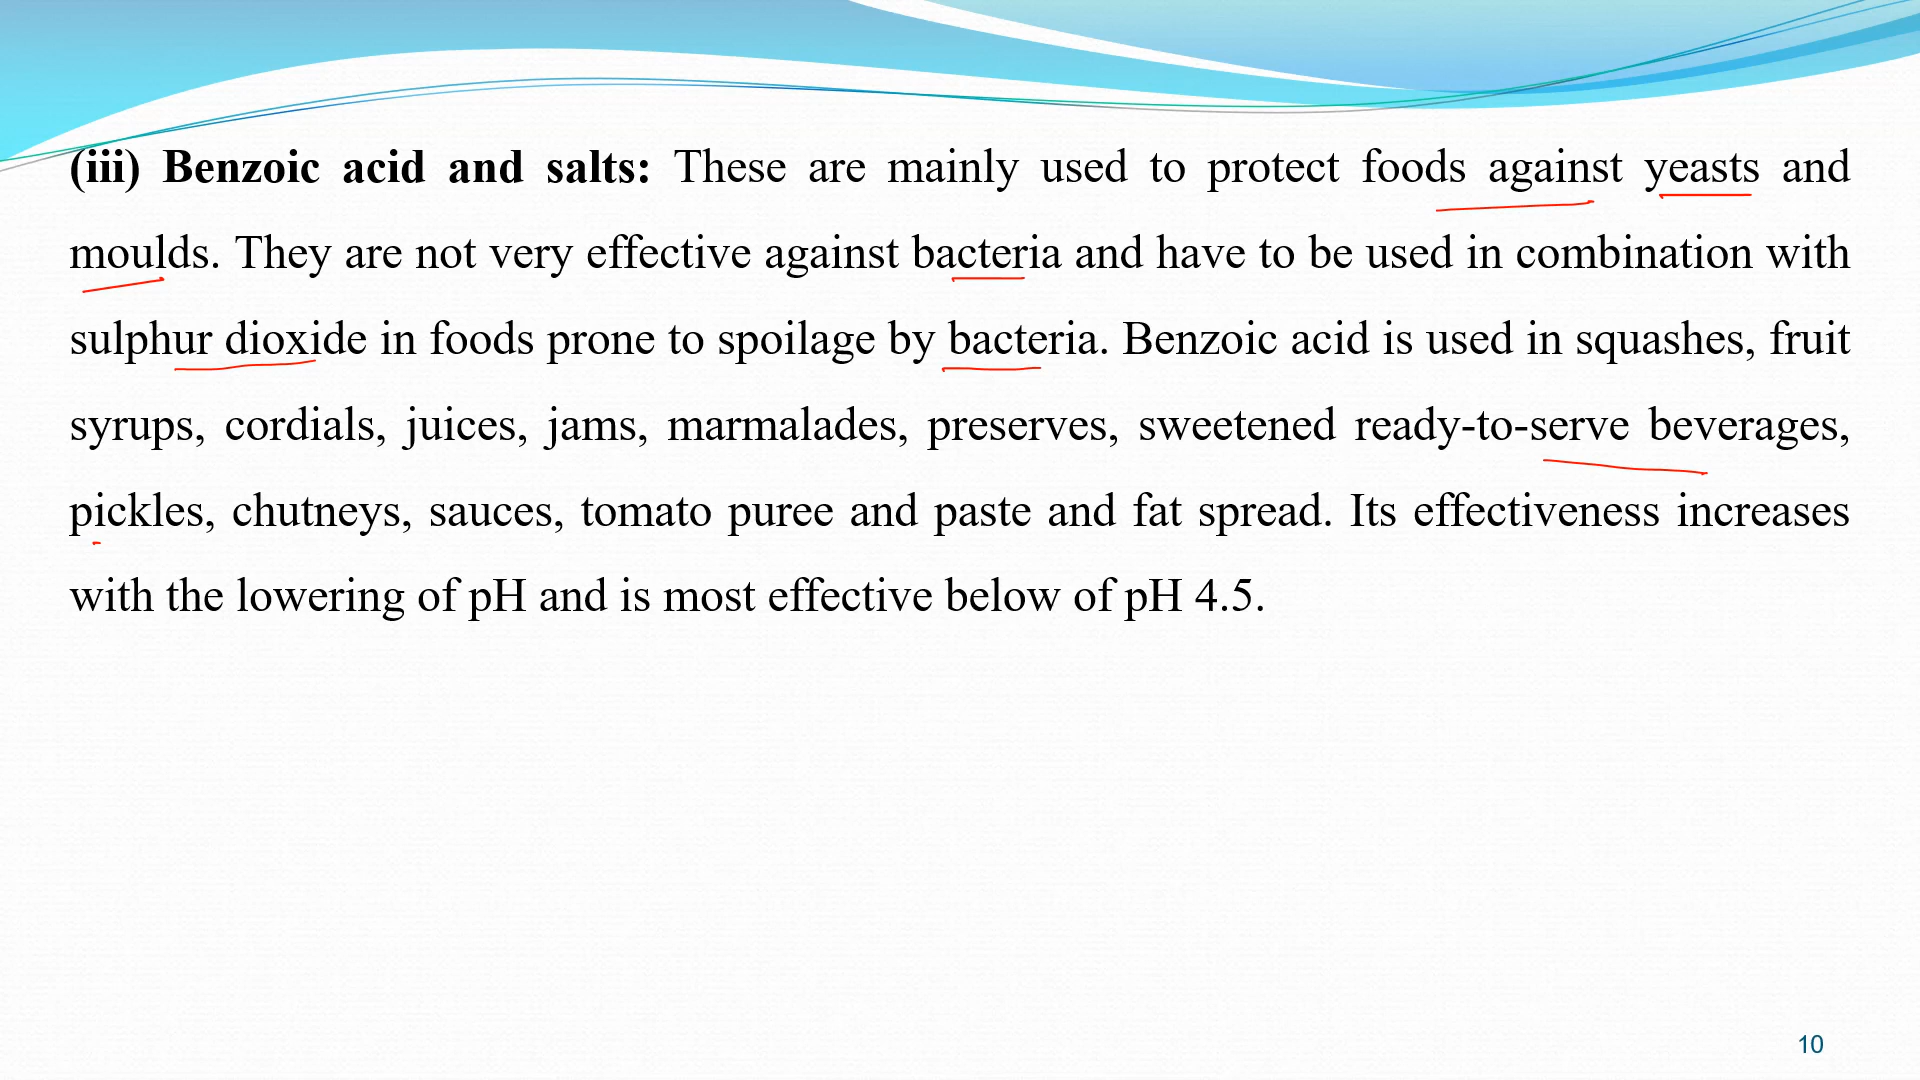 (iii) Benzoic acid and salts: These are mainly used to protect foods against yeasts and
moulds. They are not very effective against bacteria and have to be used in combination with
sulphur dioxide in foods prone to spoilage by bacteria. Benzoic acid is used in squashes, fruit
syrups, cordials, juices, jams, marmalades, preserves, sweetened ready-to-serve beverages,
pickles, chutneys, sauces, tomato puree and paste and fat spread. Its effectiveness increases
with the lowering of pH and is most effective below of pH 4.5.
10